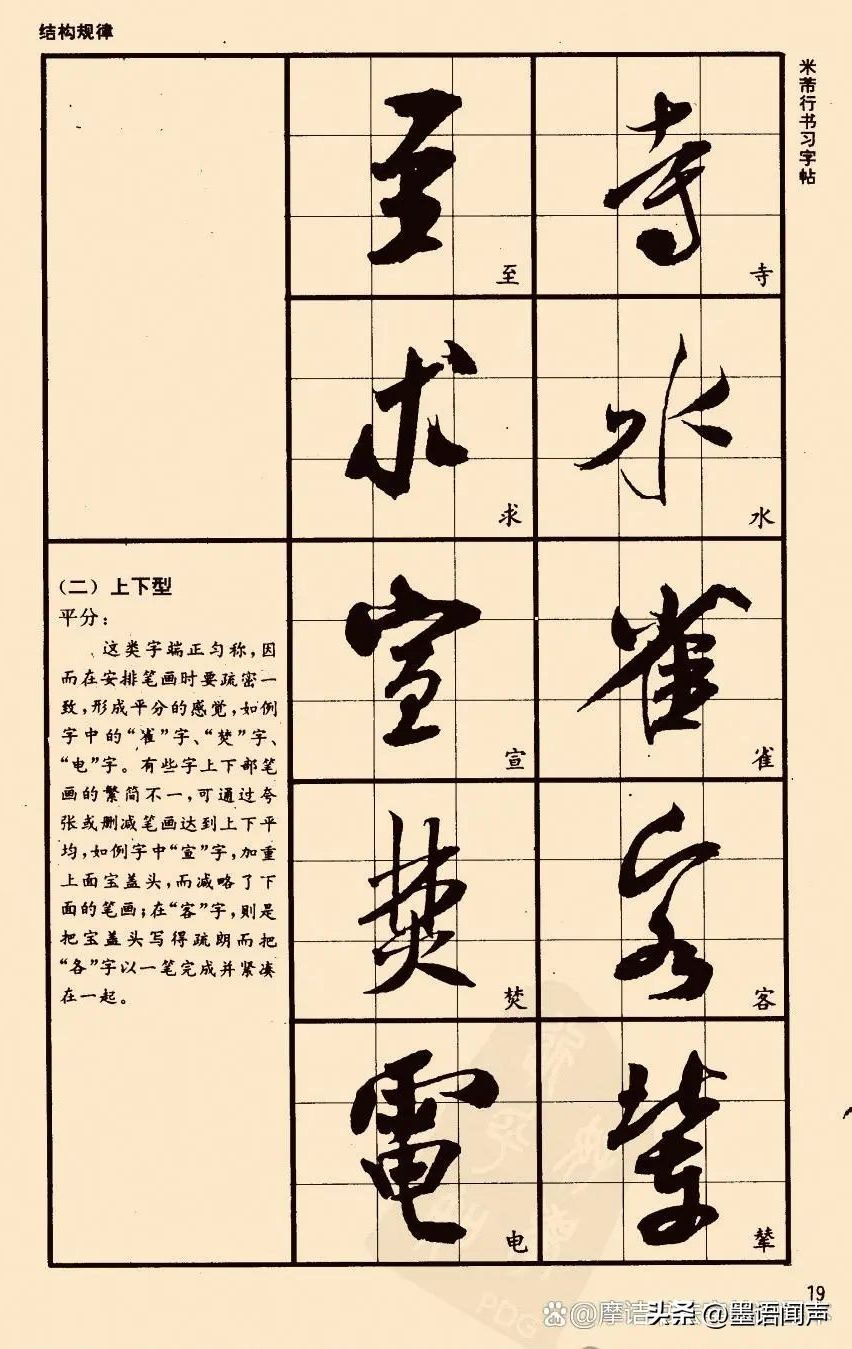 结构规律
米芾行书习字帖
寺
至
水
求
雀
宣
客
焚
辇
电
（二）上下型
平分：
这类字端正匀称，因
而在安排笔画时要疏密一
致，形成平分的感觉，如例
字中的“雀”字、“焚”字、
“电”字。有些字上下部笔
画的繁简不一，可通过夸
张或删减笔画达到上下平
均，如例字中“宣”字，加重
上面宝盖头，而减略了下
面的笔画；在“客”字，则是
把宝盖头写得疏朗而把
“各”字以一笔完成并紧凑
在一起。
19
PDG
头条 @墨语闻声